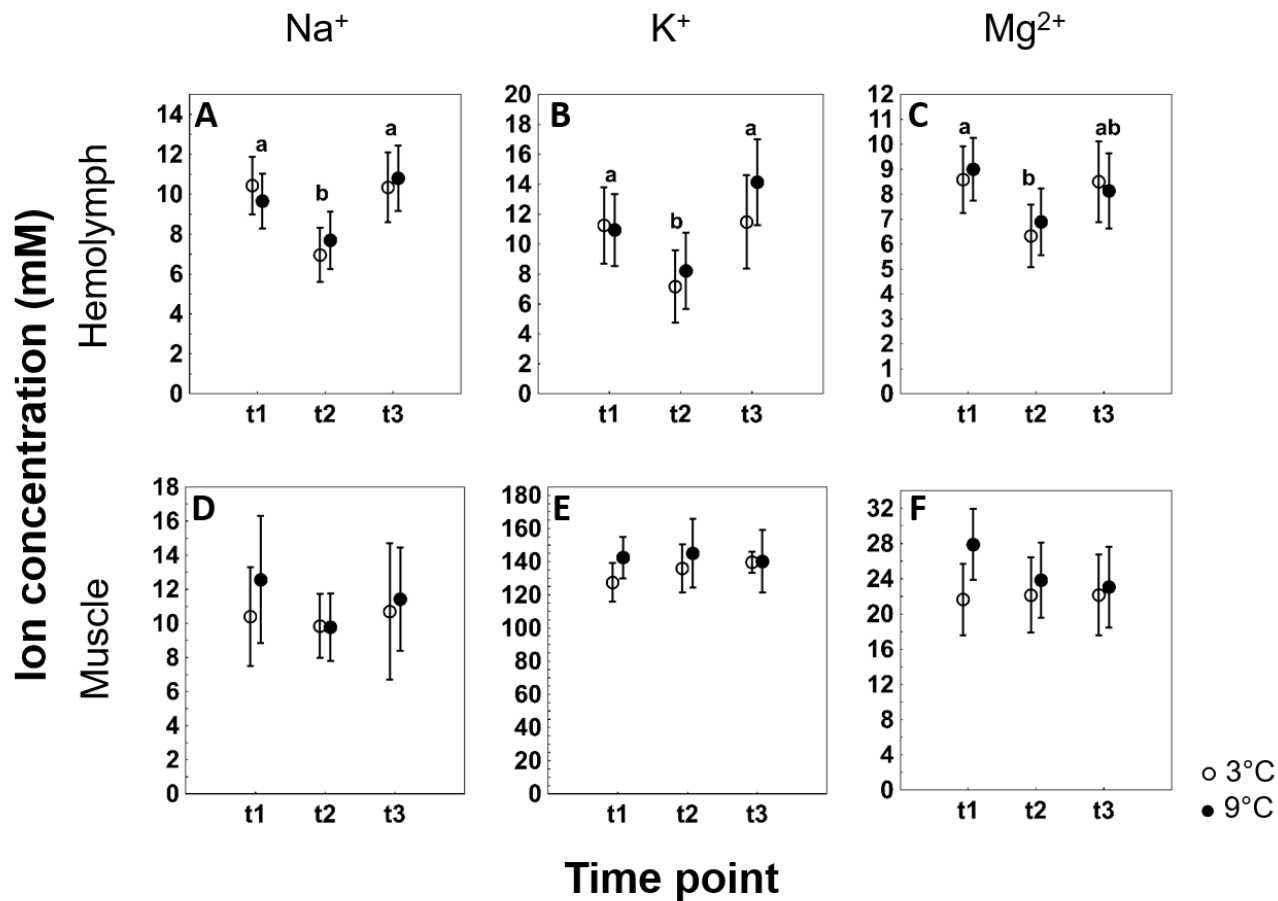 Na⁺ K⁺ Mg²⁺
Ion concentration (mM)
Hemolymph
A
14
12
10
8
6
4
2
0
a
b
a
t1 t2 t3
B
20
18
16
14
12
10
8
6
4
2
0
a
b
a
t1 t2 t3
C
12
11
10
9
8
7
6
5
4
3
2
1
0
a
b
ab
t1 t2 t3
Muscle
D
18
16
14
12
10
8
6
4
2
0
t1 t2 t3
E
180
160
140
120
100
80
60
40
20
0
t1 t2 t3
F
32
28
24
20
16
12
8
4
0
t1 t2 t3
3°C
9°C
Time point